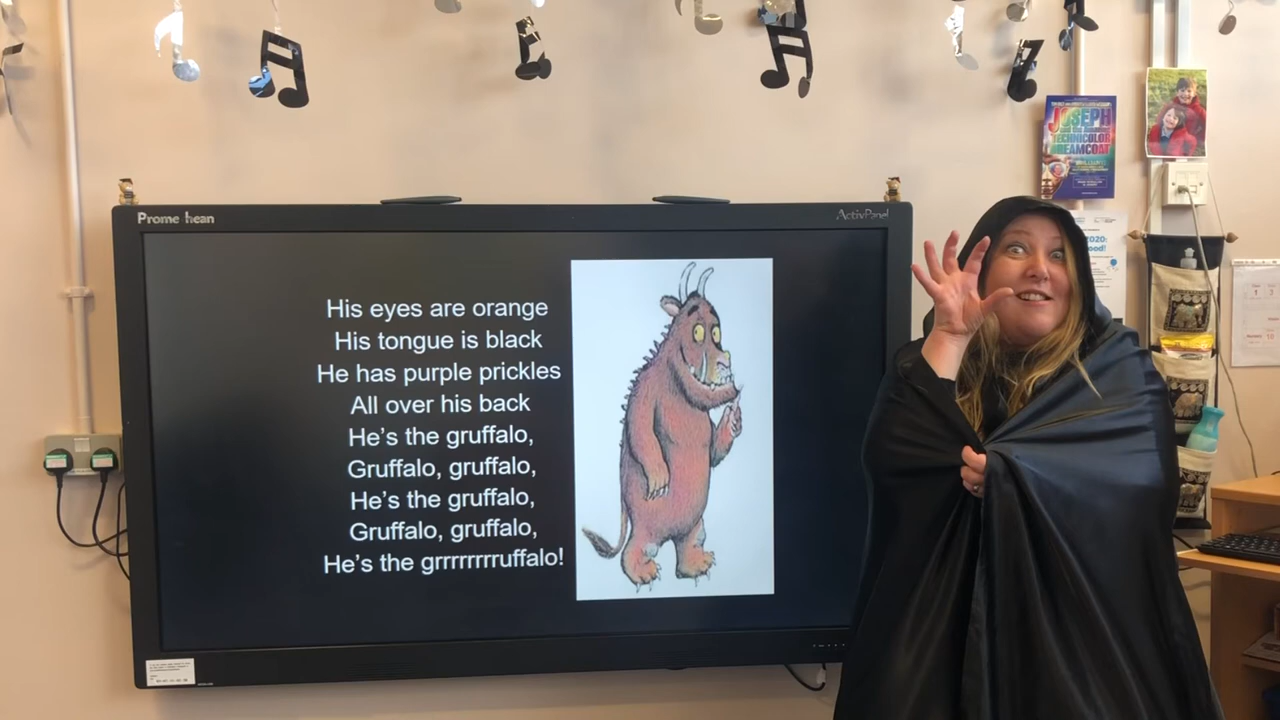 Promethean
ActivPanel
His eyes are orange
His tongue is black
He has purple prickles
All over his back
He's the gruffalo,
Gruffalo, gruffalo,
He's the gruffalo,
Gruffalo, gruffalo,
He's the grrrrrrrruffalo!
JOSEPH
TECHNICOLOR
DREAMCOAT
2020: